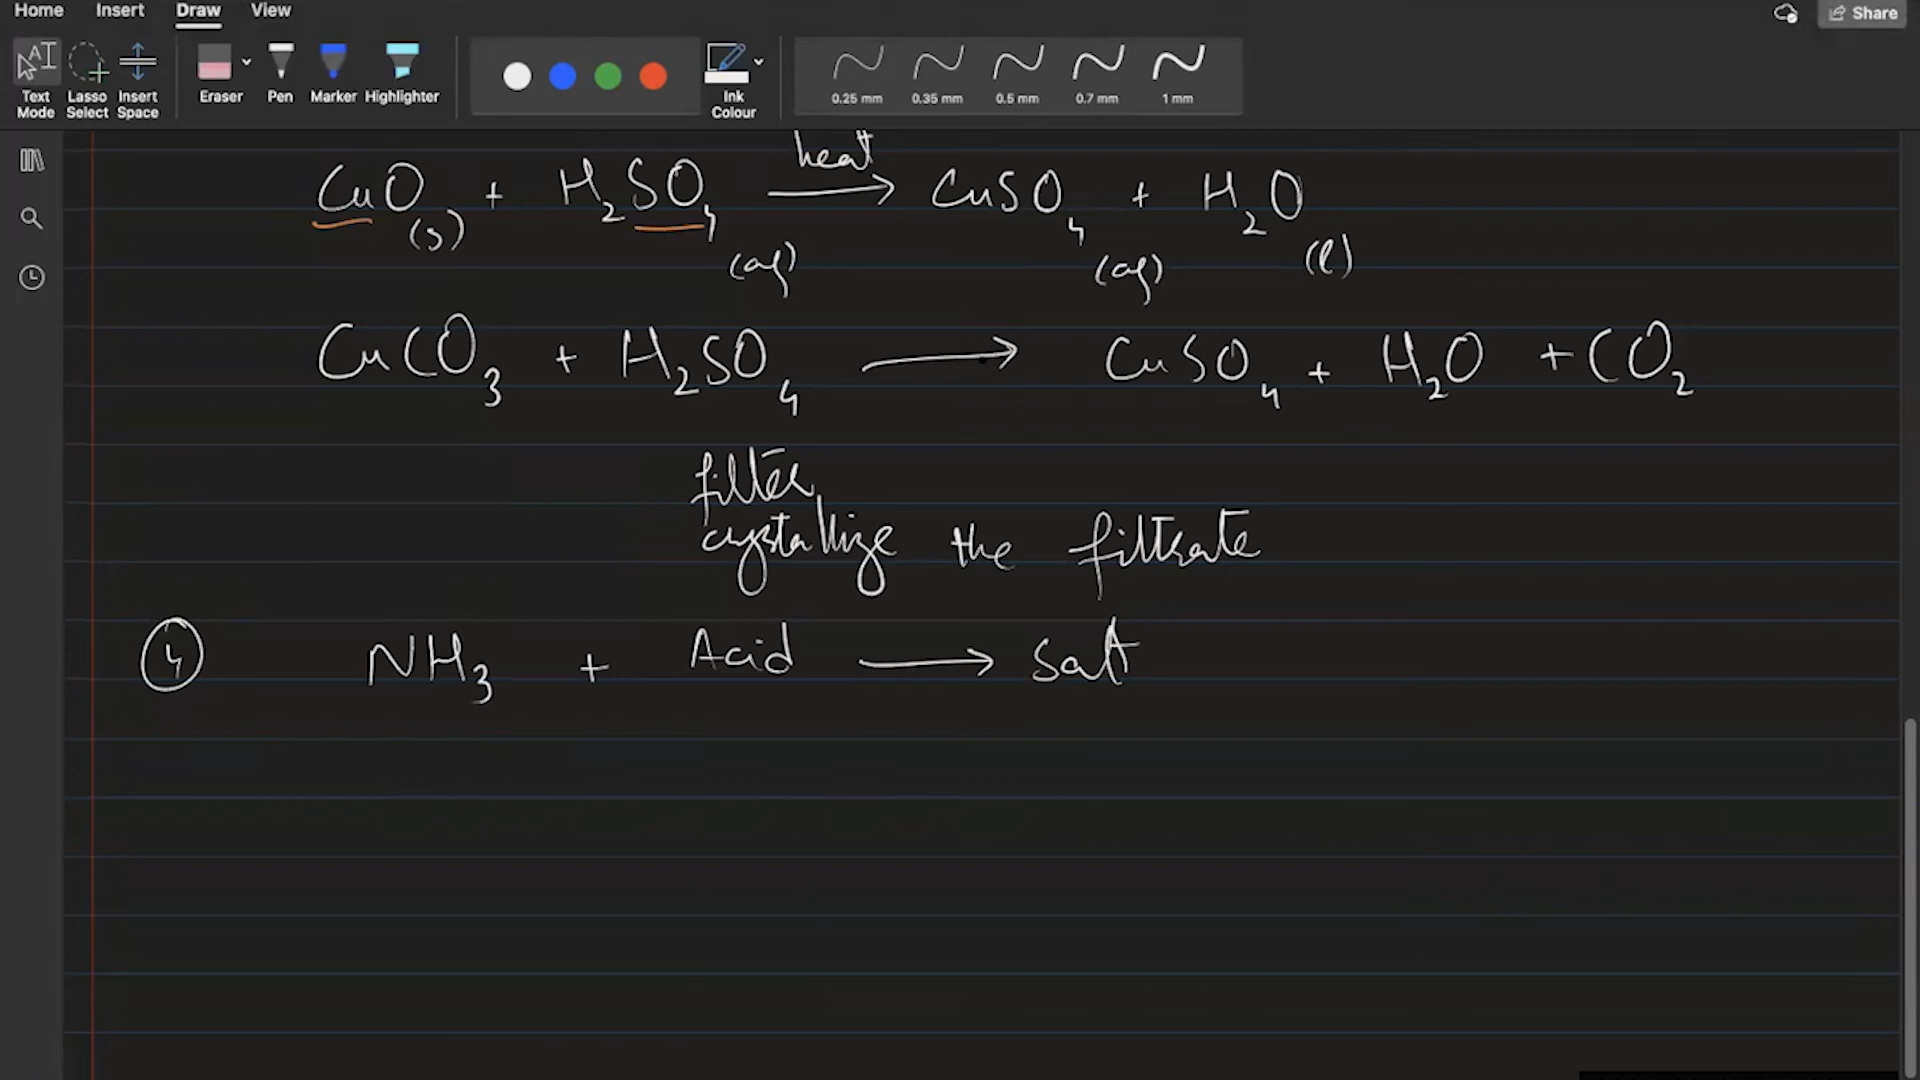 Home Insert Draw View Share
Text Mode Lasso Select Insert Space Eraser Pen Marker Highlighter Ink Colour 0.25 mm 0.35 mm 0.5 mm 0.7 mm 1 mm
CuO(s) + H₂SO₄(aq) heat → CuSO₄(aq) + H₂O(l)
CuCO₃ + H₂SO₄ → CuSO₄ + H₂O + CO₂
filter,
crystallize the filtrate
④ NH₃ + Acid → Salt